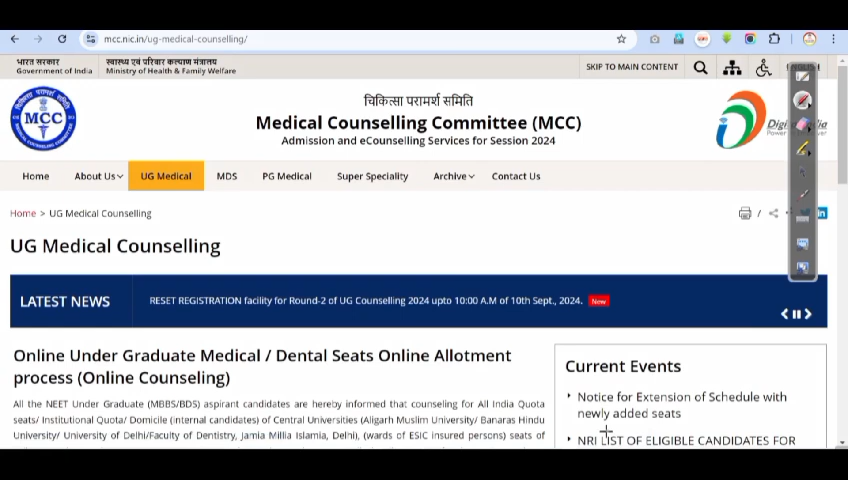 mcc.nic.in/ug-medical-counselling/
भारत सरकार
Government of India
स्वास्थ्य एवं परिवार कल्याण मंत्रालय
Ministry of Health & Family Welfare
SKIP TO MAIN CONTENT
MCC
चिकित्सा परामर्श समिति
Medical Counselling Committee (MCC)
Admission and eCounselling Services for Session 2024
Home
About Us
UG Medical
MDS
PG Medical
Super Speciality
Archive
Contact Us
Home > UG Medical Counselling
UG Medical Counselling
LATEST NEWS
RESET REGISTRATION facility for Round-2 of UG Counselling 2024 upto 10:00 A.M of 10th Sept., 2024. New
Online Under Graduate Medical / Dental Seats Online Allotment
process (Online Counseling)
All the NEET Under Graduate (MBBS/BDS) aspirant candidates are hereby informed that counseling for All India Quota
seats/ Institutional Quota/ Domicile (internal candidates) of Central Universities (Aligarh Muslim University/ Banaras Hindu
University/ University of Delhi/Faculty of Dentistry, Jamia Millia Islamia, Delhi), (wards of ESIC insured persons) seats of
Current Events
Notice for Extension of Schedule with
newly added seats
NRI LIST OF ELIGIBLE CANDIDATES FOR